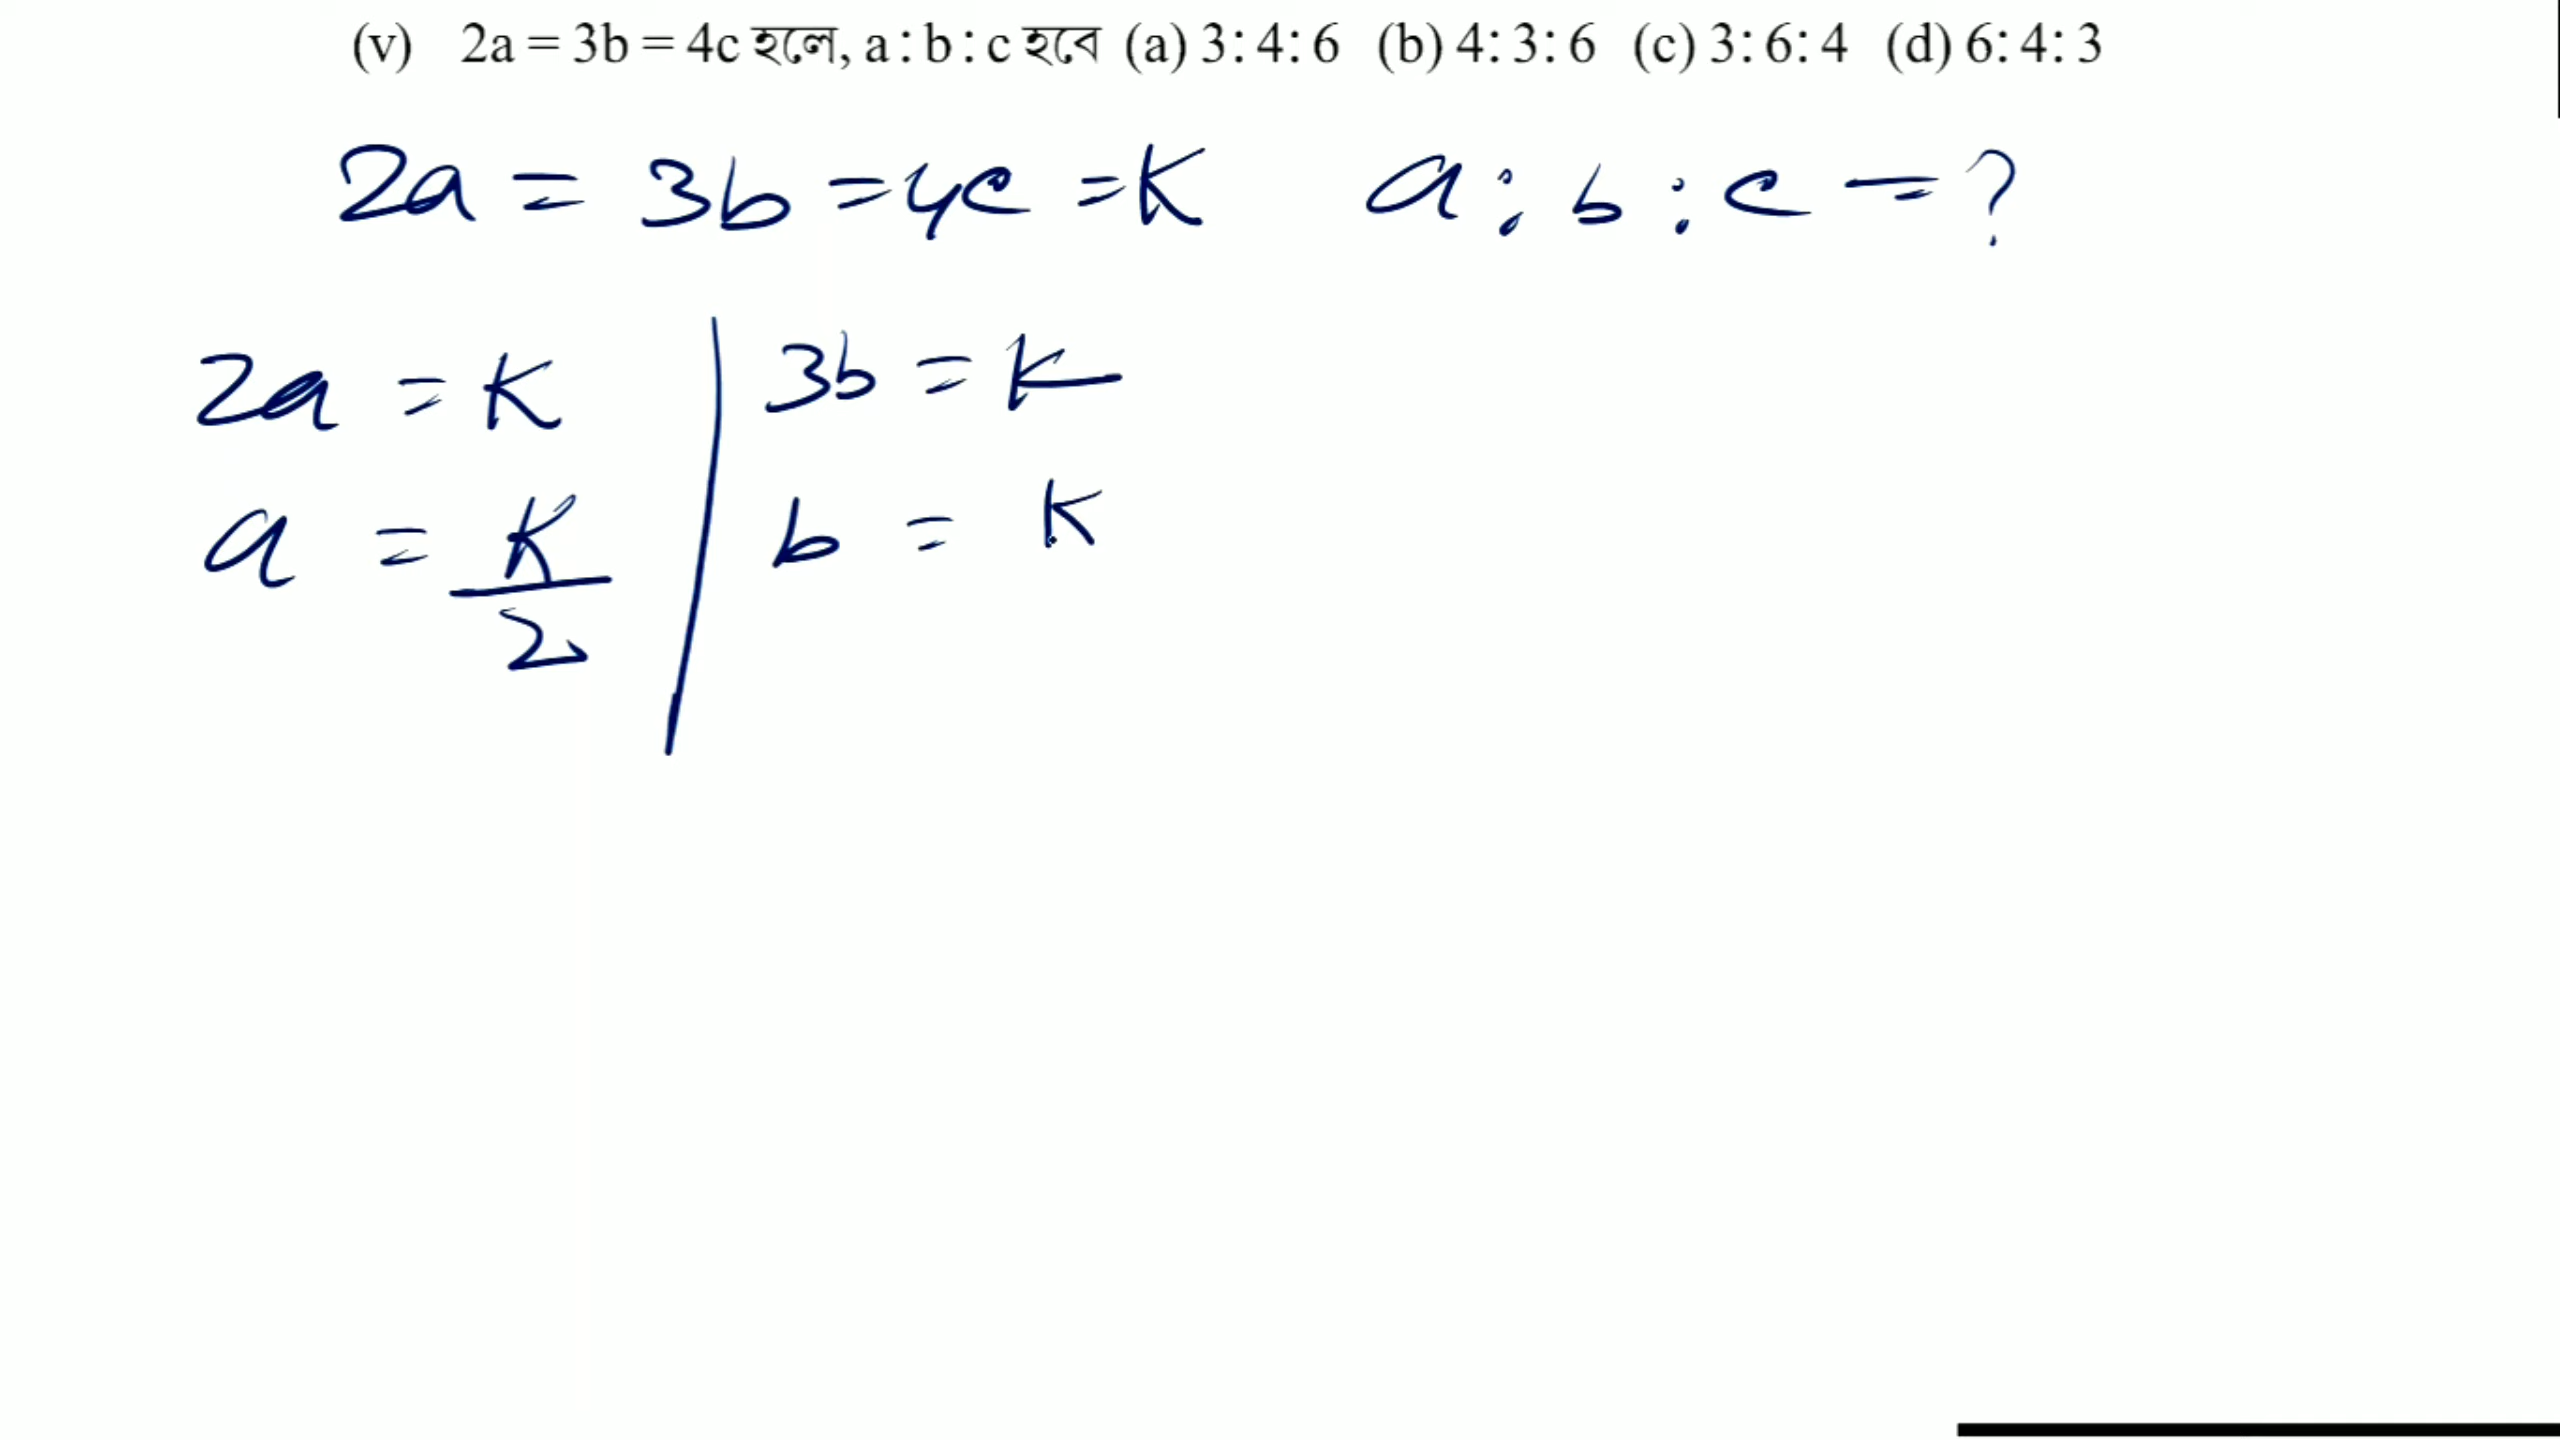 (v) 2a = 3b = 4c হলে, a : b : c হবে (a) 3 : 4 : 6 (b) 4 : 3 : 6 (c) 3 : 6 : 4 (d) 6 : 4 : 3
2a = 3b = 4c = K a : b : c = ?
2a = K
a = K/2
3b = K
b = K